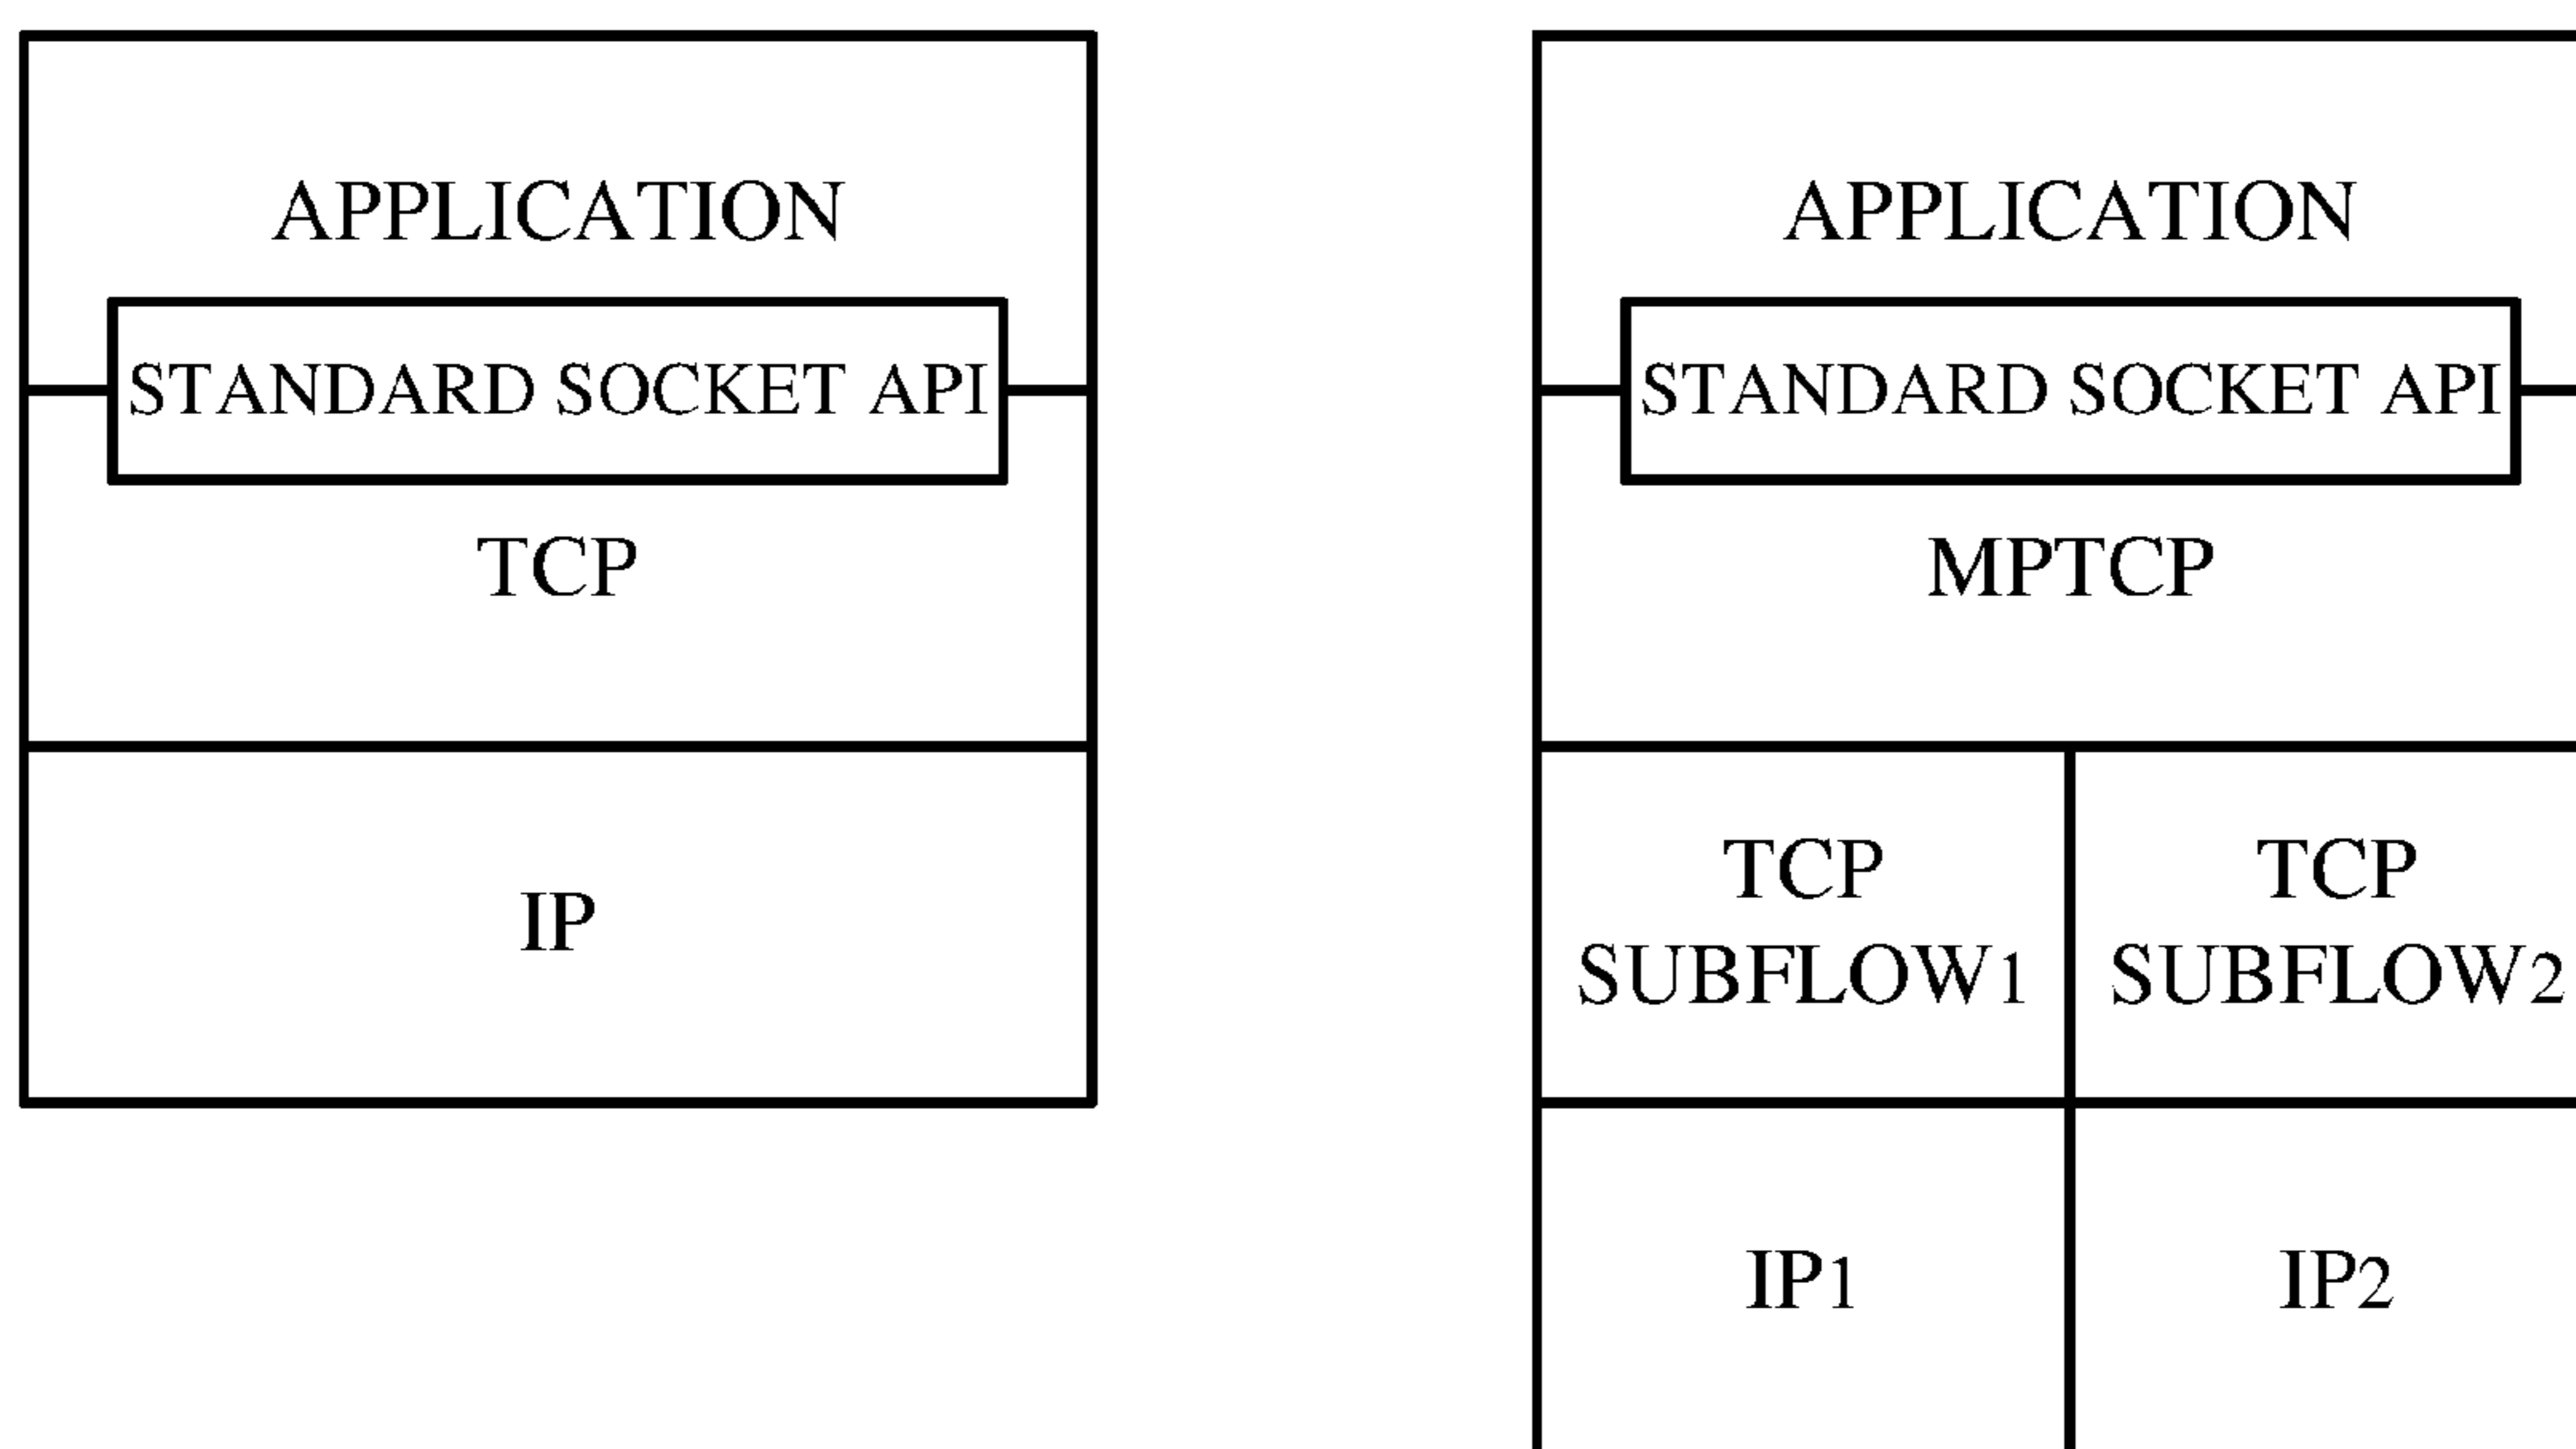 APPLICATION
STANDARD SOCKET API
TCP
IP
APPLICATION
STANDARD SOCKET API
MPTCP
TCP
SUBFLOW1
TCP
SUBFLOW2
IP1
IP2